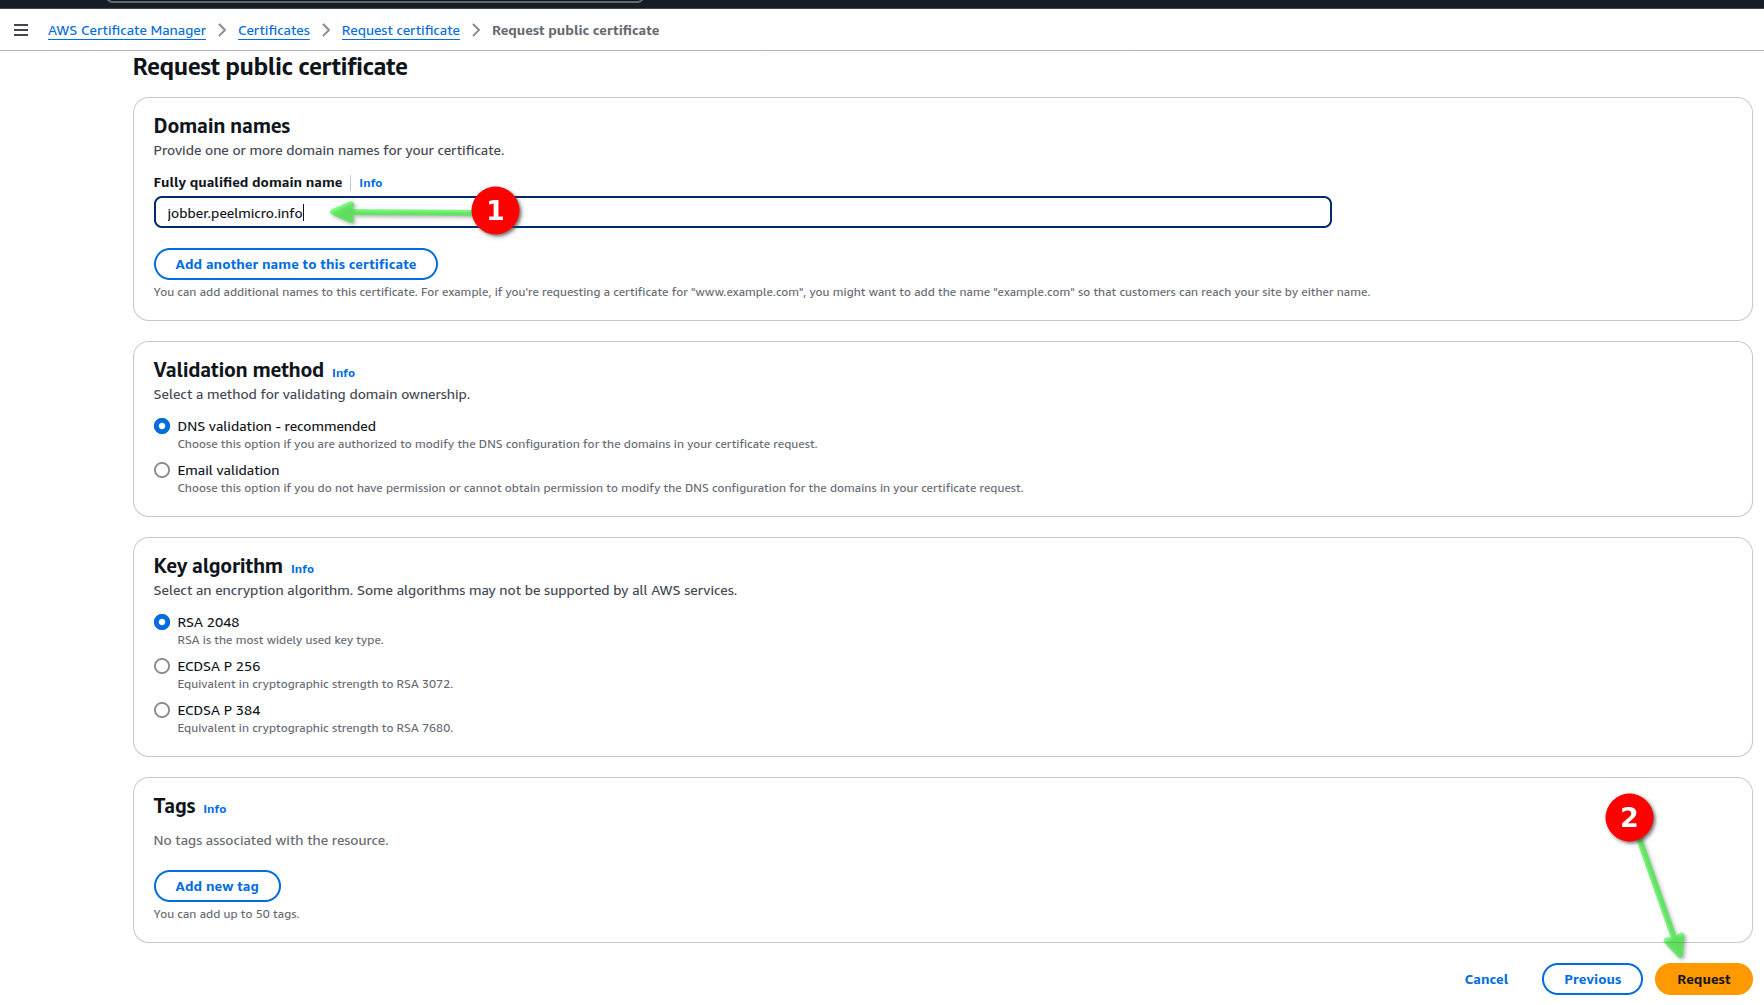 AWS Certificate Manager > Certificates > Request certificate > Request public certificate
Request public certificate
Domain names
Provide one or more domain names for your certificate.
Fully qualified domain name Info
jobber.peelmicro.info
1
Add another name to this certificate
You can add additional names to this certificate. For example, if you're requesting a certificate for "www.example.com", you might want to add the name "example.com" so that customers can reach your site by either name.
Validation method Info
Select a method for validating domain ownership.
DNS validation - recommended
Choose this option if you are authorized to modify the DNS configuration for the domains in your certificate request.
Email validation
Choose this option if you do not have permission or cannot obtain permission to modify the DNS configuration for the domains in your certificate request.
Key algorithm Info
Select an encryption algorithm. Some algorithms may not be supported by all AWS services.
RSA 2048
RSA is the most widely used key type.
ECDSA P 256
Equivalent in cryptographic strength to RSA 3072.
ECDSA P 384
Equivalent in cryptographic strength to RSA 7680.
Tags Info
2
No tags associated with the resource.
Add new tag
You can add up to 50 tags.
Cancel Previous Request